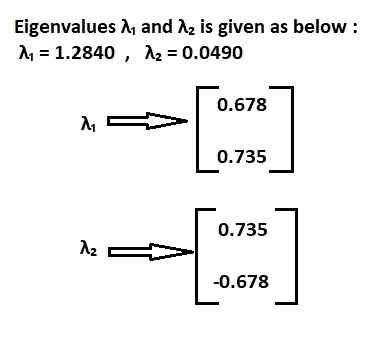 Eigenvalues λ₁ and λ₂ is given as below :
λ₁ = 1.2840 , λ₂ = 0.0490
0.678
λ₁
0.735
0.735
λ₂
-0.678